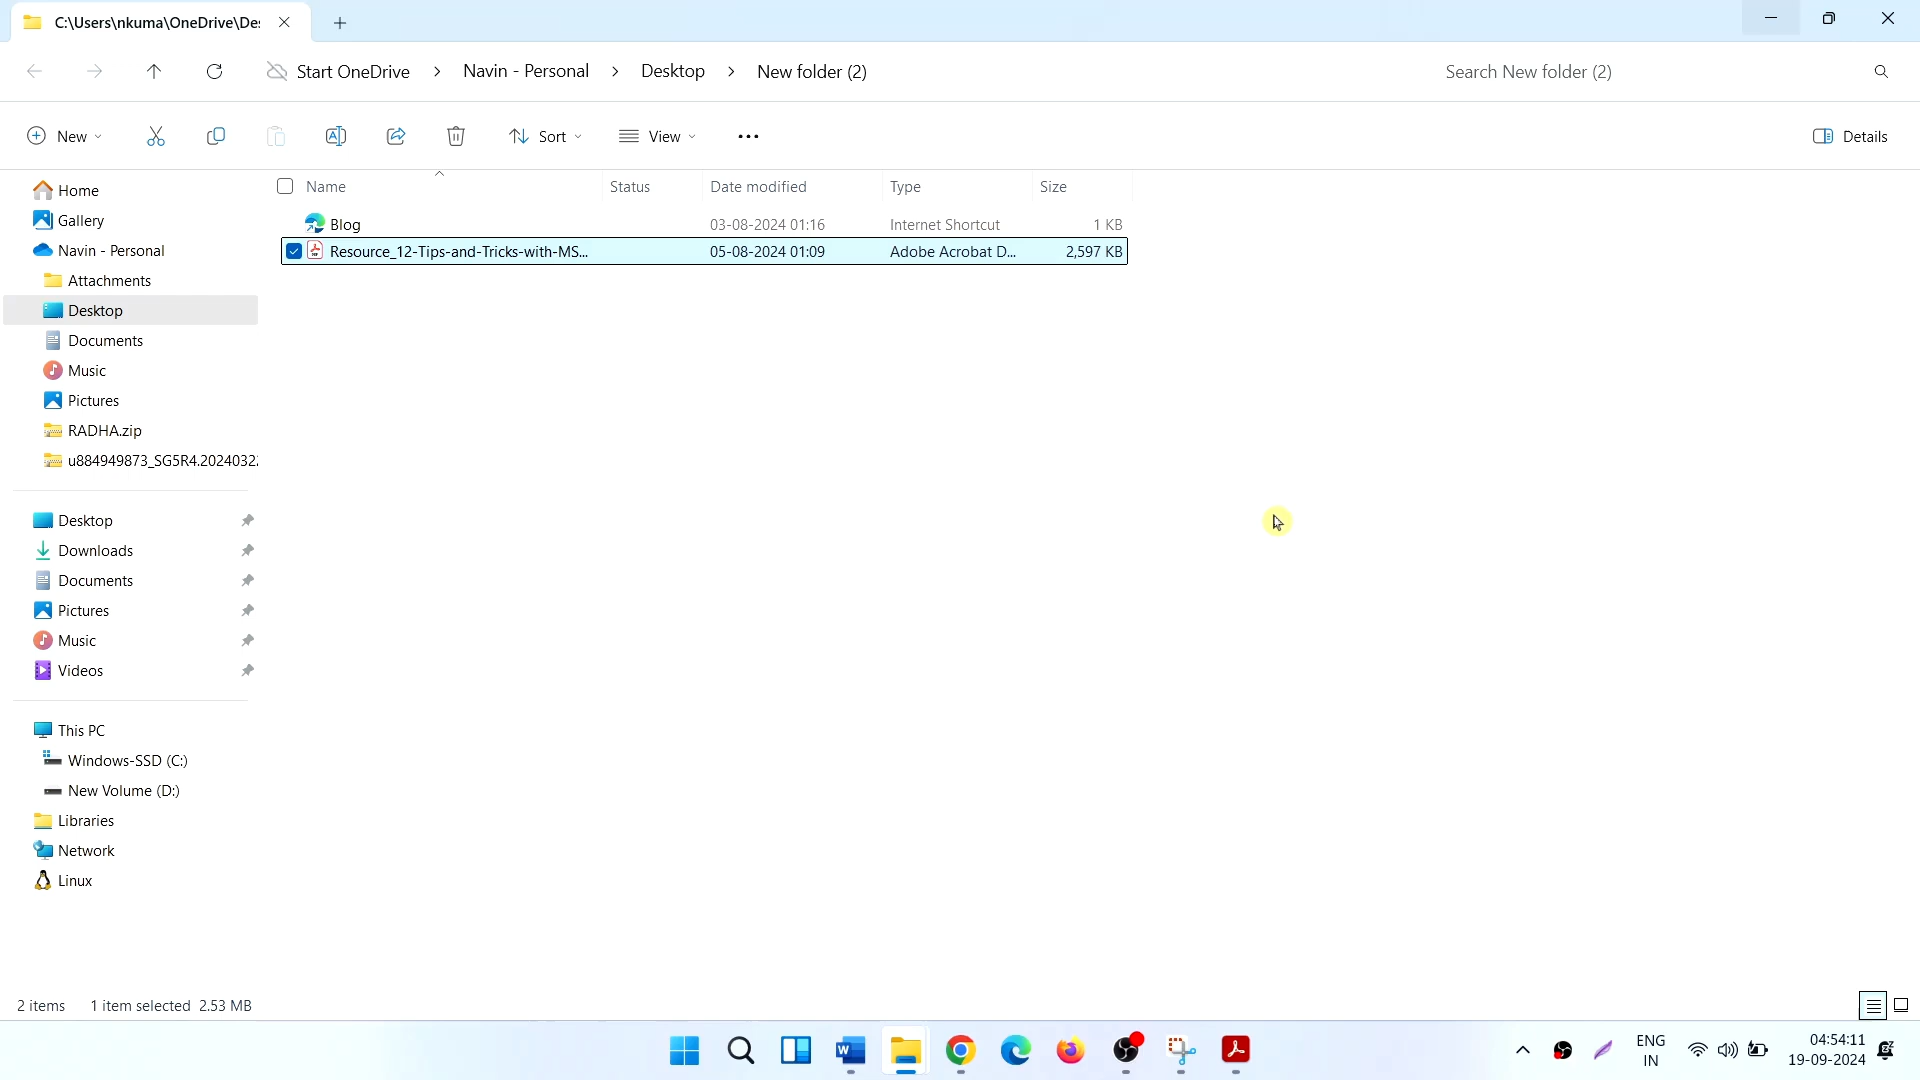 C:\Users\nkuma\OneDrive\De:
Start OneDrive > Navin - Personal > Desktop > New folder (2)
Search New folder (2)
New
Sort
View
Details
Name Status Date modified Type Size
Blog 03-08-2024 01:16 Internet Shortcut 1 KB
Resource_12-Tips-and-Tricks-with-MS... 05-08-2024 01:09 Adobe Acrobat D... 2,597 KB
Home
Gallery
Navin - Personal
Attachments
Desktop
Documents
Music
Pictures
RADHA.zip
u884949873_SG5R4.2024032
Desktop
Downloads
Documents
Pictures
Music
Videos
This PC
Windows-SSD (C:)
New Volume (D:)
Libraries
Network
Linux
2 items 1 item selected 2.53 MB
ENG
IN
04:54:11
19-09-2024